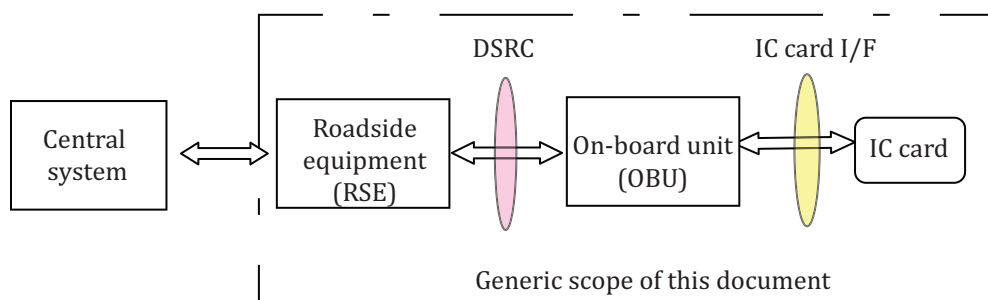 DSRC
IC card I/F
Central
system
Roadside
equipment
(RSE)
On-board unit
(OBU)
IC card
Generic scope of this document